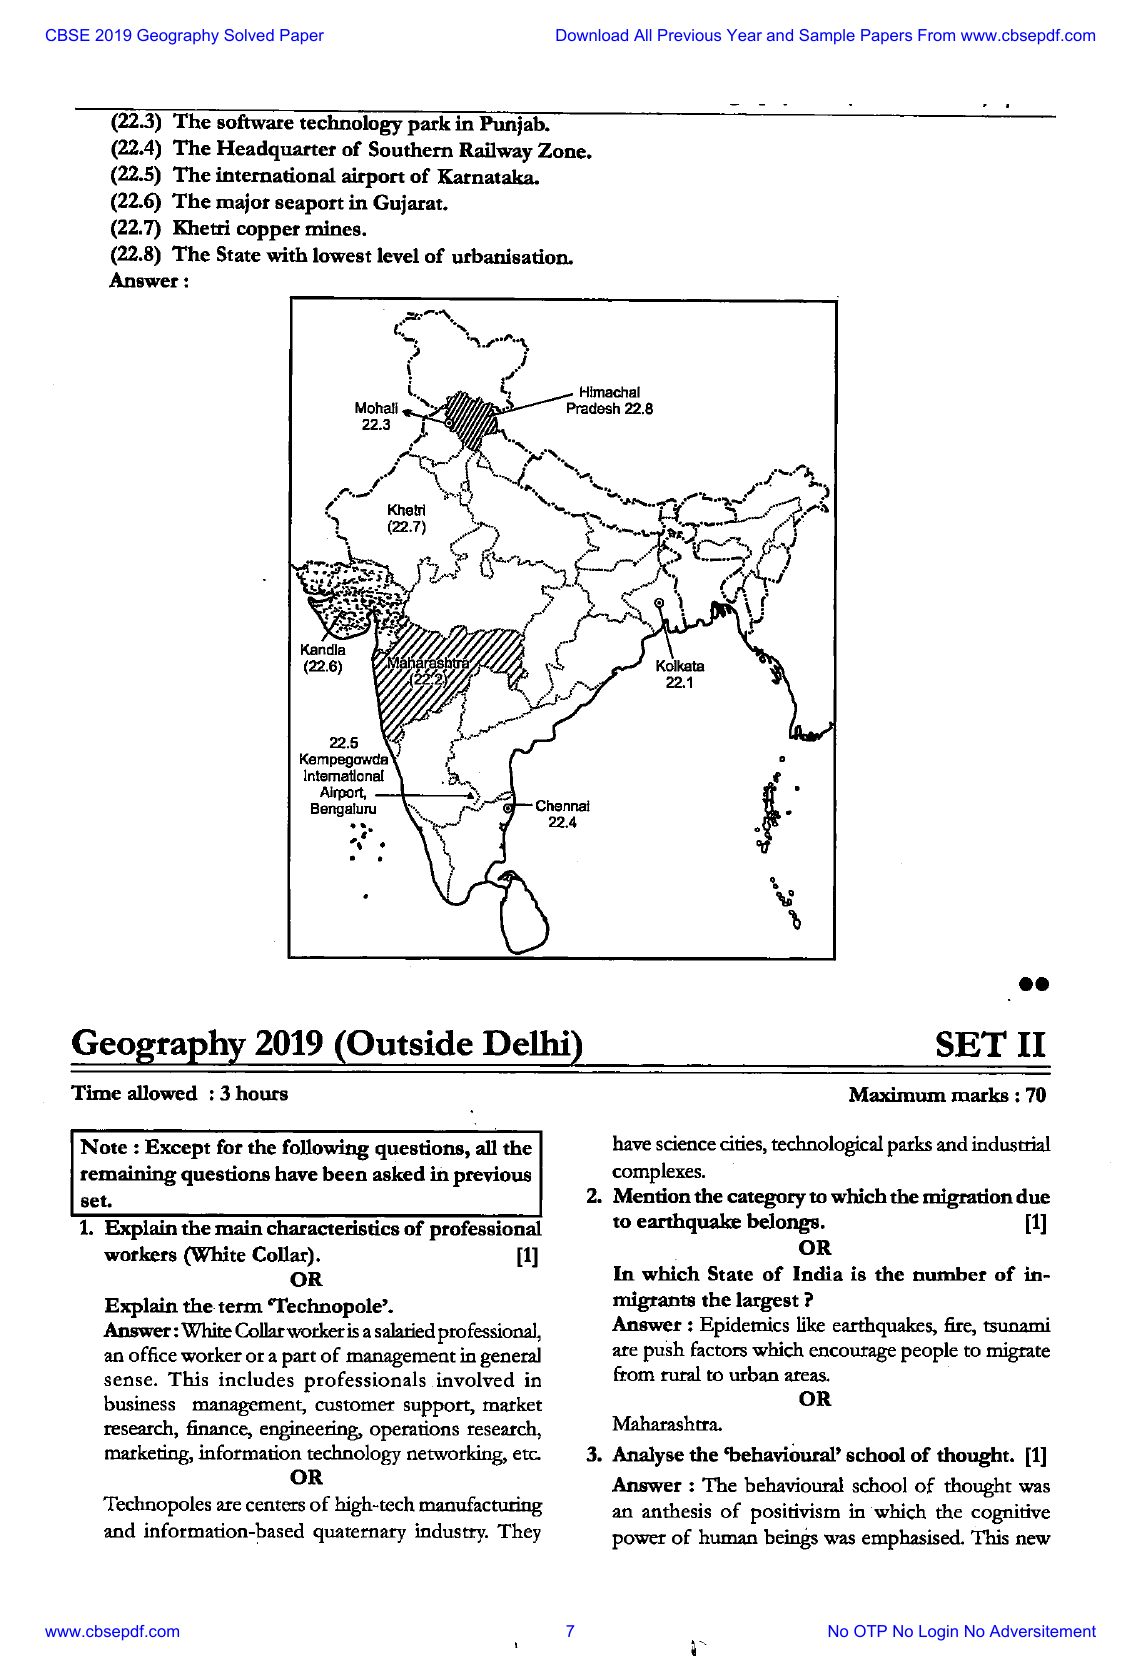 CBSE 2019 Geography Solved Paper
Download All Previous Year and Sample Papers From www.cbsepdf.com
(22.3) The software technology park in Punjab.
(22.4) The Headquarter of Southern Railway Zone.
(22.5) The international airport of Karnataka.
(22.6) The major seaport in Gujarat.
(22.7) Khetri copper mines.
(22.8) The State with lowest level of urbanisation.
Answer :
Himachal
Pradesh 22.8
Mohali
22.3
Khetri
(22.7)
Kandla
(22.6)
Maharashtra
(22.2)
Kolkata
22.1
22.5
Kempegowda
International
Airport,
Bengaluru
Chennai
22.4
Geography 2019 (Outside Delhi)
SET II
Time allowed : 3 hours
Maximum marks : 70
Note : Except for the following questions, all the
remaining questions have been asked in previous
set.
1. Explain the main characteristics of professional
workers (White Collar). [1]
OR
Explain the term ‘Technopole’.
Answer : White Collar worker is a salaried professional,
an office worker or a part of management in general
sense. This includes professionals involved in
business management, customer support, market
research, finance, engineering, operations research,
marketing, information technology networking, etc.
OR
Technopoles are centers of high-tech manufacturing
and information-based quaternary industry. They
have science cities, technological parks and industrial
complexes.
2. Mention the category to which the migration due
to earthquake belongs. [1]
OR
In which State of India is the number of in-
migrants the largest ?
Answer : Epidemics like earthquakes, fire, tsunami
are push factors which encourage people to migrate
from rural to urban areas.
OR
Maharashtra.
3. Analyse the ‘behavioural’ school of thought. [1]
Answer : The behavioural school of thought was
an anthesis of positivism in which the cognitive
power of human beings was emphasised. This new
www.cbsepdf.com
7
No OTP No Login No Adversitement